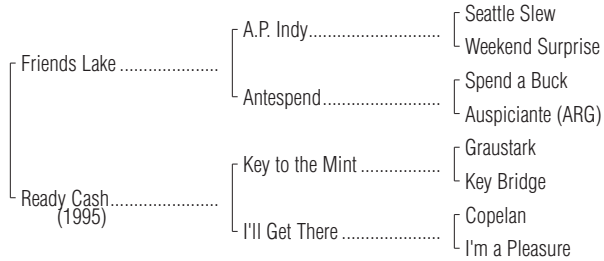 Seattle Slew
A.P. Indy
Weekend Surprise
Friends Lake
Spend a Buck
Antespend
Auspiciante (ARG)
Graustark
Key to the Mint
Key Bridge
Ready Cash
(1995)
Copelan
I'll Get There
I'm a Pleasure